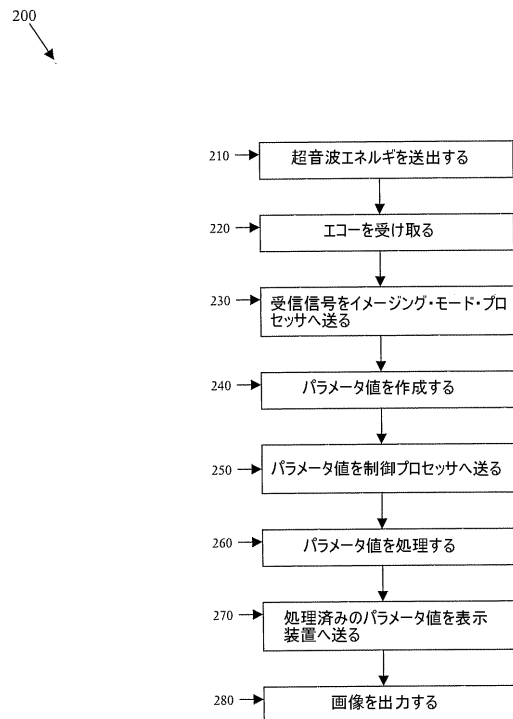 200
210
超音波エネルギを送出する
220
エコーを受け取る
230
受信信号をイメージング・モード・プロ
セッサへ送る
240
パラメータ値を作成する
250
パラメータ値を制御プロセッサへ送る
260
パラメータ値を処理する
270
処理済みのパラメータ値を表示
装置へ送る
280
画像を出力する